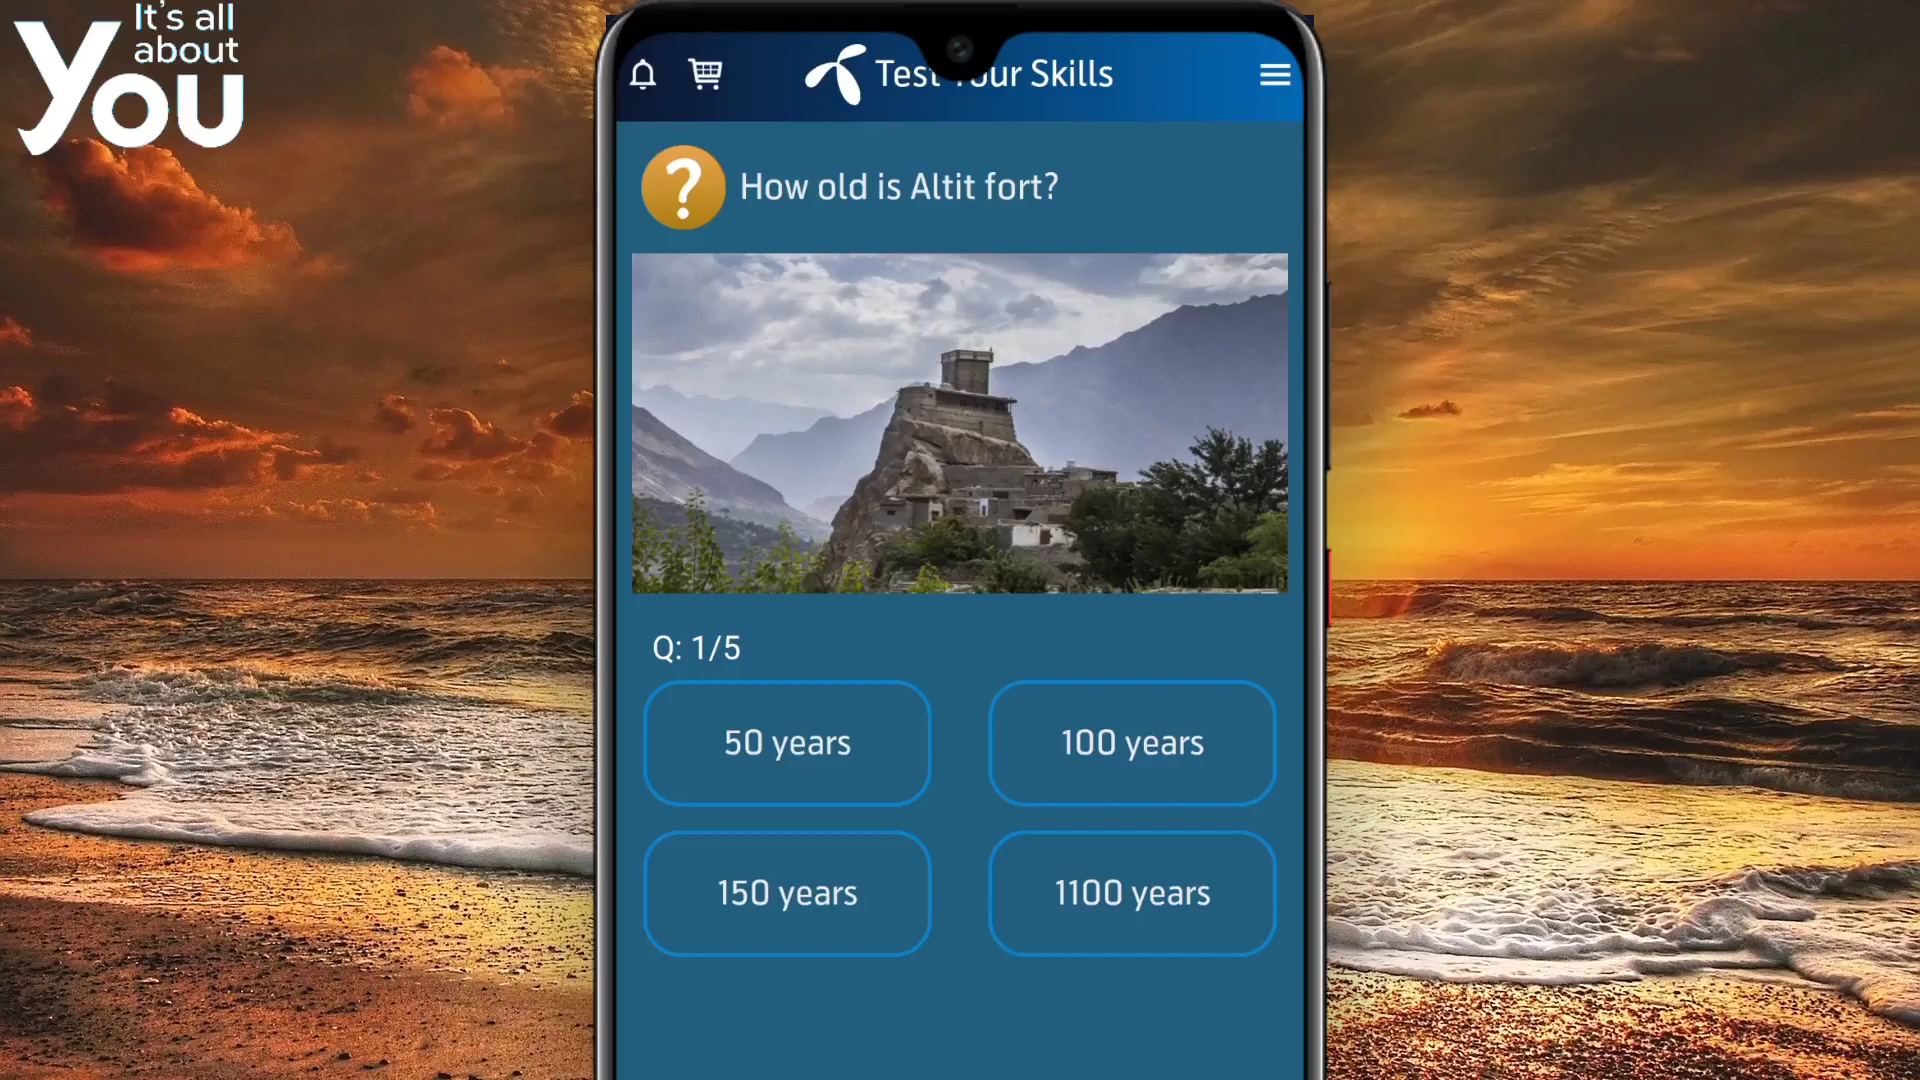 It's all
about
You
Test Your Skills
?
How old is Altit fort?
Q: 1/5
50 years
100 years
150 years
1100 years